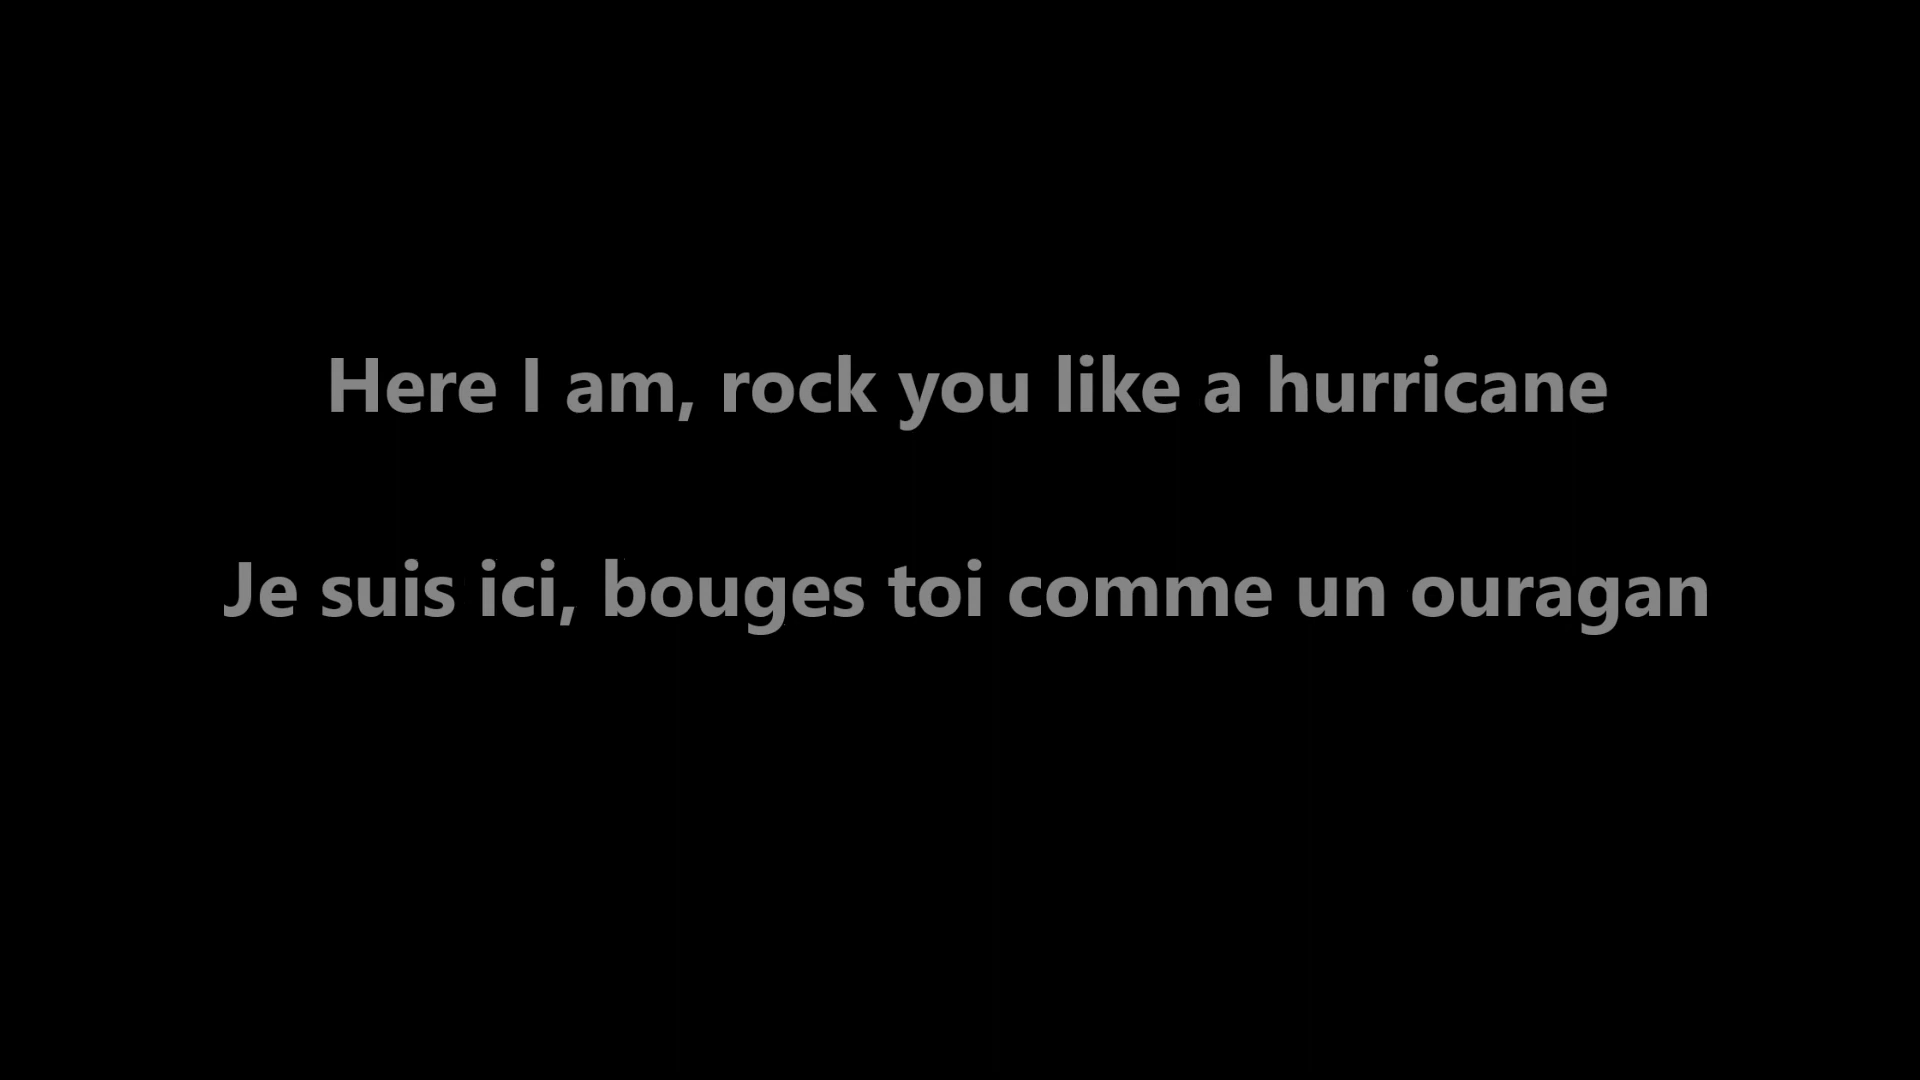 Here I am, rock you like a hurricane
Je suis ici, bouges toi comme un ouragan